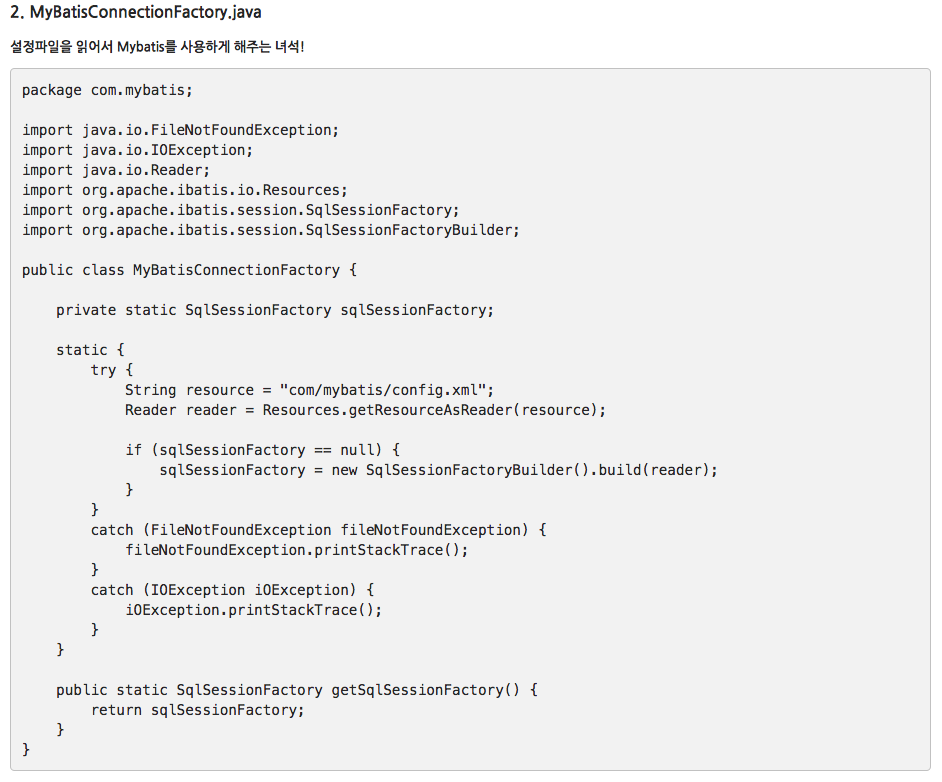 2. MyBatisConnectionFactory.java
설정파일을 읽어서 Mybatis를 사용하게 해주는 녀석!
package com.mybatis;
import java.io.FileNotFoundException;
import java.io.IOException;
import java.io.Reader;
import org.apache.ibatis.io.Resources;
import org.apache.ibatis.session.SqlSessionFactory;
import org.apache.ibatis.session.SqlSessionFactoryBuilder;
public class MyBatisConnectionFactory {
    private static SqlSessionFactory sqlSessionFactory;
    static {
        try {
            String resource = "com/mybatis/config.xml";
            Reader reader = Resources.getResourceAsReader(resource);
            if (sqlSessionFactory == null) {
                sqlSessionFactory = new SqlSessionFactoryBuilder().build(reader);
            }
        }
        catch (FileNotFoundException fileNotFoundException) {
            fileNotFoundException.printStackTrace();
        }
        catch (IOException iOException) {
            iOException.printStackTrace();
        }
    }
    public static SqlSessionFactory getSqlSessionFactory() {
        return sqlSessionFactory;
    }
}